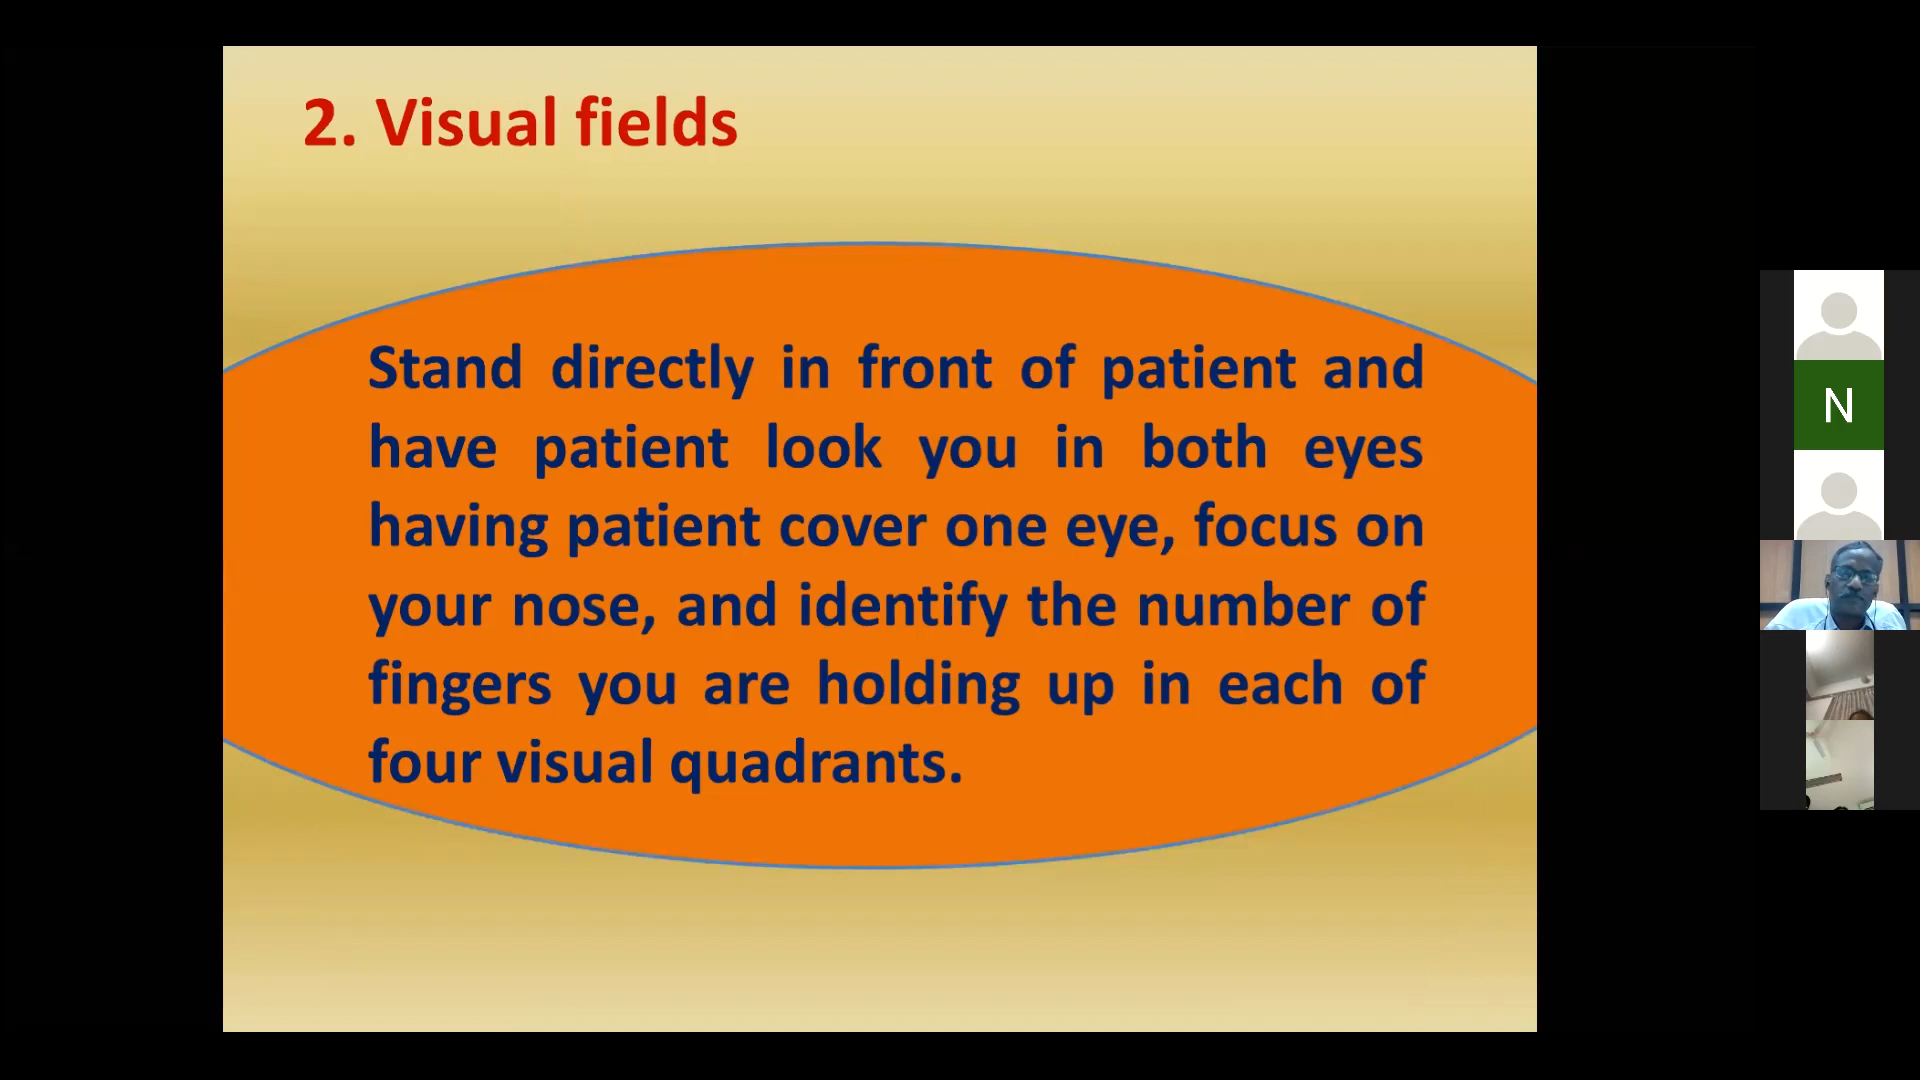 2. Visual fields
Stand directly in front of patient and
have patient look you in both eyes
having patient cover one eye, focus on
your nose, and identify the number of
fingers you are holding up in each of
four visual quadrants.
N